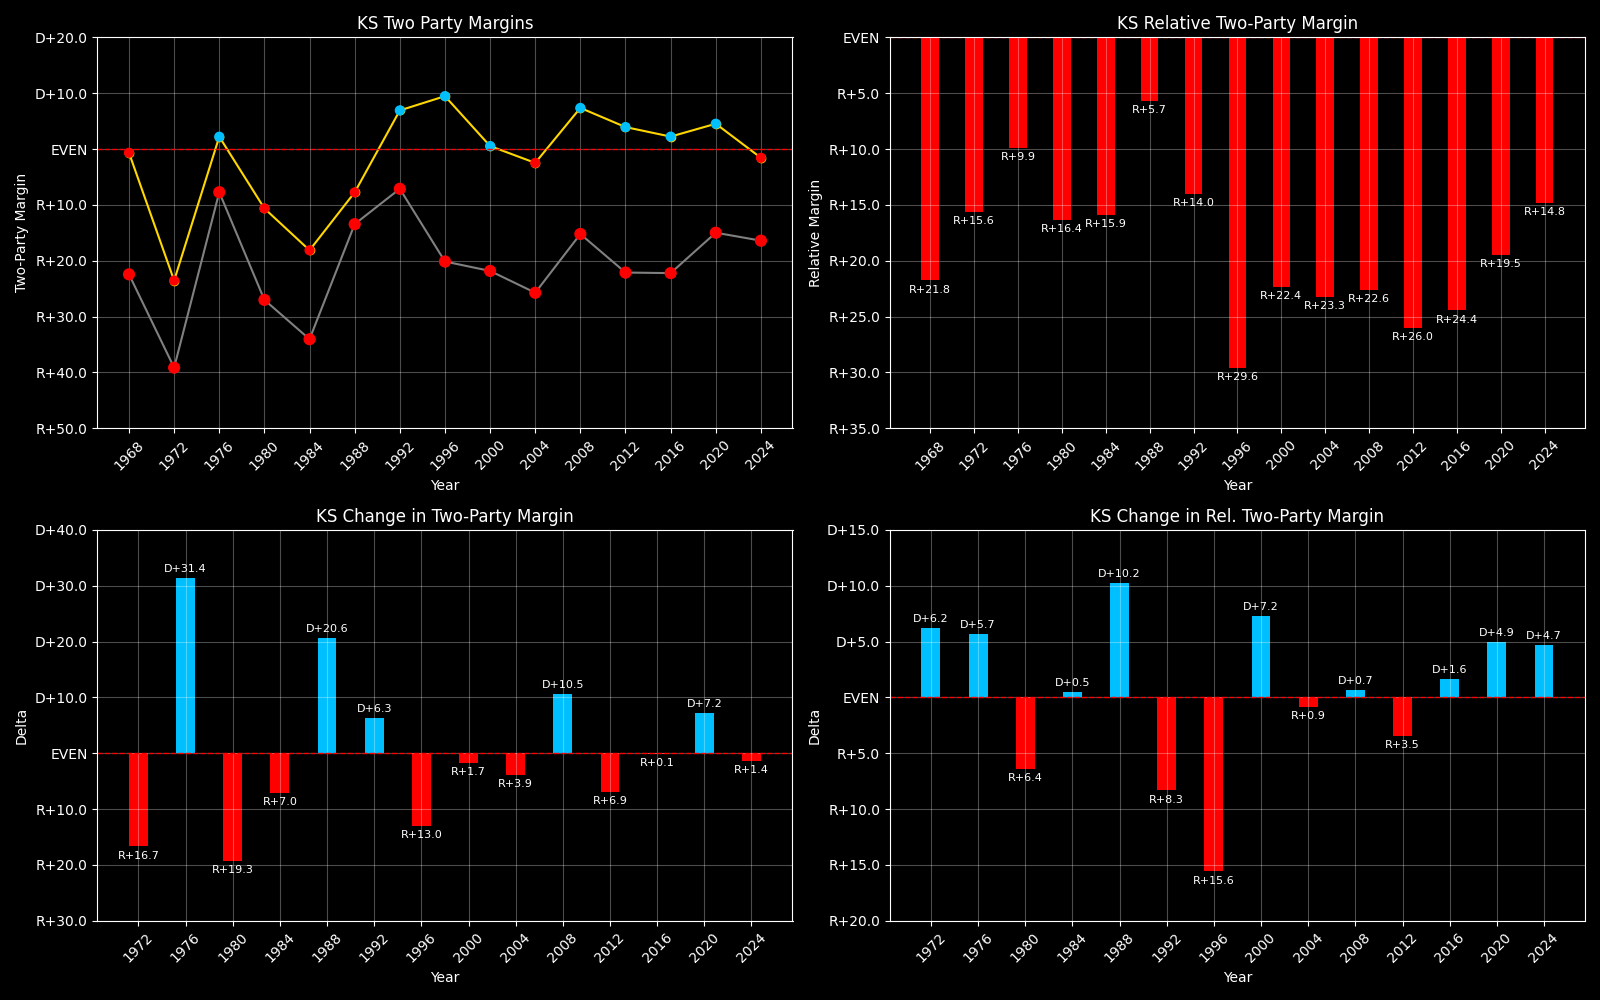 KS Two Party Margins
D+20.0
D+10.0
EVEN
R+10.0
R+20.0
R+30.0
R+40.0
R+50.0
Two-Party Margin
1968 1972 1976 1980 1984 1988 1992 1996 2000 2004 2008 2012 2016 2020 2024
Year
KS Relative Two-Party Margin
EVEN
R+5.0
R+10.0
R+15.0
R+20.0
R+25.0
R+30.0
R+35.0
Relative Margin
R+21.8 R+15.6 R+9.9 R+16.4 R+15.9 R+5.7 R+14.0 R+29.6 R+22.4 R+23.3 R+22.6 R+26.0 R+24.4 R+19.5 R+14.8
1968 1972 1976 1980 1984 1988 1992 1996 2000 2004 2008 2012 2016 2020 2024
Year
KS Change in Two-Party Margin
D+40.0
D+30.0
D+20.0
D+10.0
EVEN
R+10.0
R+20.0
R+30.0
Delta
R+16.7 D+31.4 R+19.3 R+7.0 D+20.6 D+6.3 R+13.0 R+1.7 R+3.9 D+10.5 R+6.9 R+0.1 D+7.2 R+1.4
1972 1976 1980 1984 1988 1992 1996 2000 2004 2008 2012 2016 2020 2024
Year
KS Change in Rel. Two-Party Margin
D+15.0
D+10.0
D+5.0
EVEN
R+5.0
R+10.0
R+15.0
R+20.0
Delta
D+6.2 D+5.7 R+6.4 D+0.5 D+10.2 R+8.3 R+15.6 D+7.2 R+0.9 D+0.7 R+3.5 D+1.6 D+4.9 D+4.7
1972 1976 1980 1984 1988 1992 1996 2000 2004 2008 2012 2016 2020 2024
Year